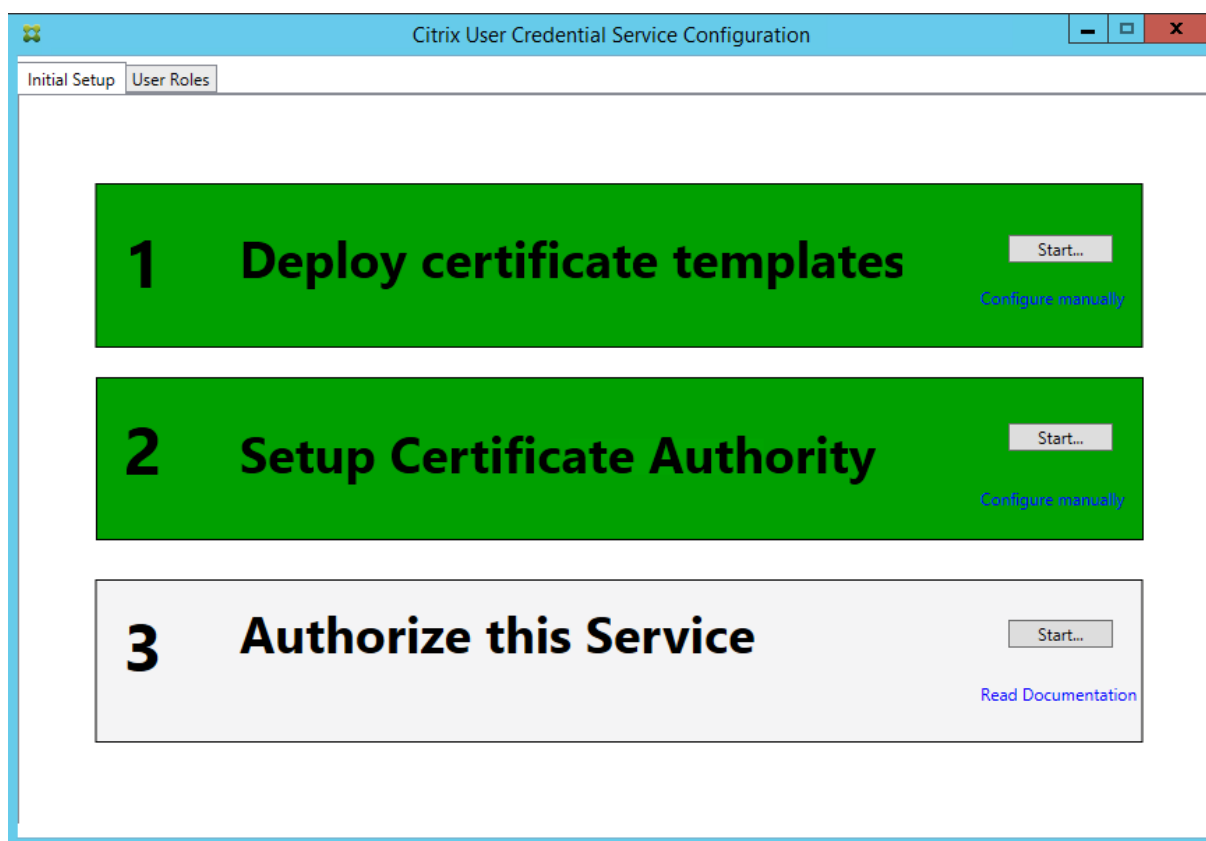 Citrix User Credential Service Configuration
Initial Setup User Roles
1 Deploy certificate templates Start...
Configure manually
2 Setup Certificate Authority Start...
Configure manually
3 Authorize this Service Start...
Read Documentation